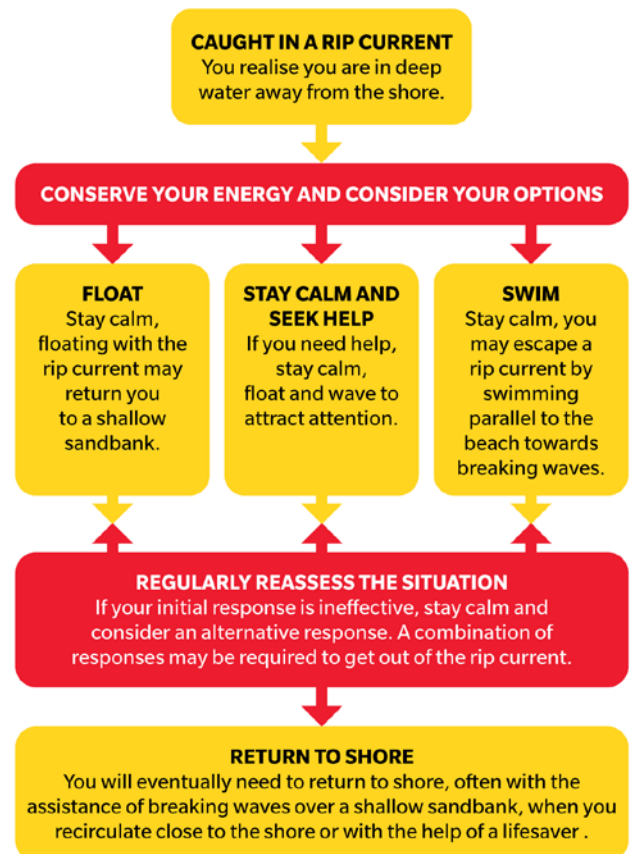 CAUGHT IN A RIP CURRENT
You realise you are in deep
water away from the shore.
CONSERVE YOUR ENERGY AND CONSIDER YOUR OPTIONS
FLOAT
Stay calm,
floating with the
rip current may
return you
to a shallow
sandbank.
STAY CALM AND
SEEK HELP
If you need help,
stay calm,
float and wave to
attract attention.
SWIM
Stay calm, you
may escape a
rip current by
swimming
parallel to the
beach towards
breaking waves.
REGULARLY REASSESS THE SITUATION
If your initial response is ineffective, stay calm and
consider an alternative response. A combination of
responses may be required to get out of the rip current.
RETURN TO SHORE
You will eventually need to return to shore, often with the
assistance of breaking waves over a shallow sandbank, when you
recirculate close to the shore or with the help of a lifesaver .